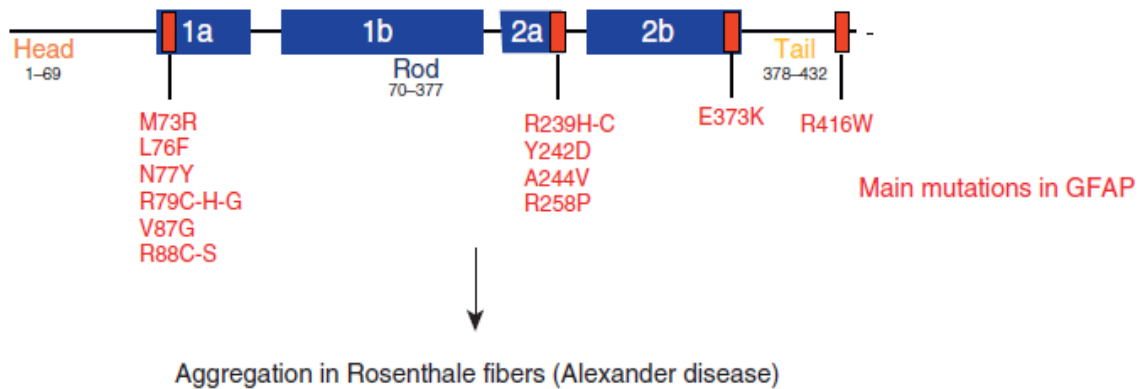 1a
1b
2a
2b
Head
1–69
Rod
70–377
Tail
378–432
-
M73R
L76F
N77Y
R79C-H-G
V87G
R88C-S
R239H-C
Y242D
A244V
R258P
E373K
R416W
Main mutations in GFAP
Aggregation in Rosenthale fibers (Alexander disease)